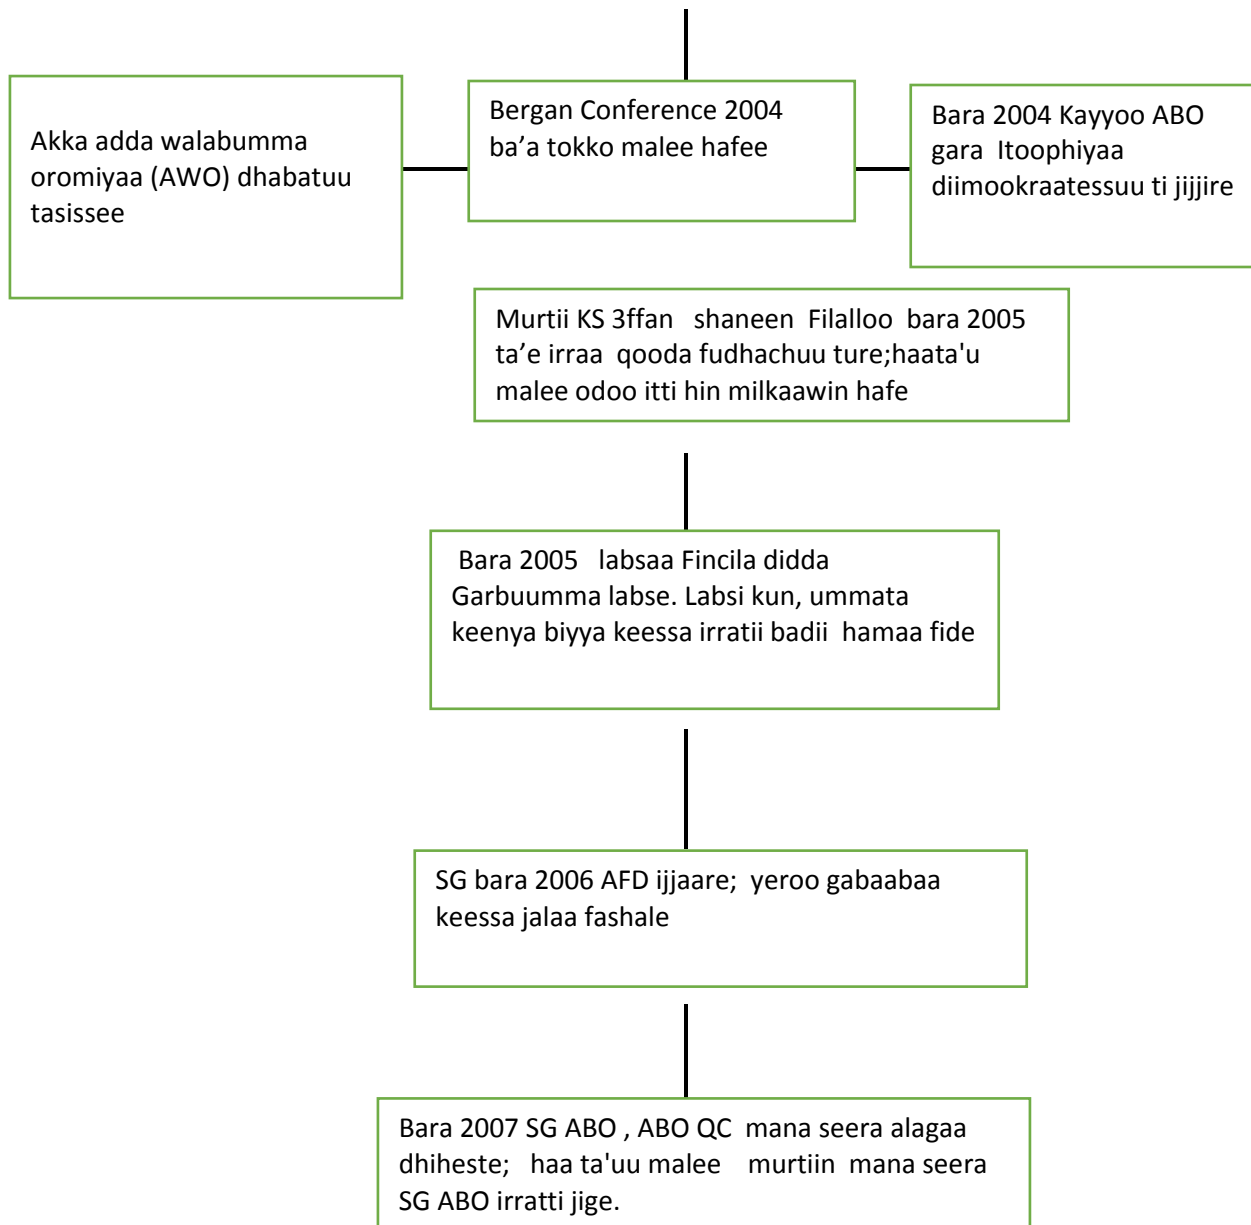 Akka adda walabumma
oromiyaa (AWO) dhabatuu
tasissee
Bergan Conference 2004
ba’a tokko malee hafee
Bara 2004 Kayyoo ABO
gara Itoophiyaa
diimookraatessuu ti jijjire
Murtii KS 3ffan shaneen Filalloo bara 2005
ta’e irraa qooda fudhachuu ture;haata'u
malee odoo itti hin milkaawin hafe
Bara 2005 labsaa Fincila didda
Garbuumma labse. Labsi kun, ummata
keenya biyya keessa irratii badii hamaa fide
SG bara 2006 AFD ijjaare; yeroo gabaabaa
keessa jalaa fashale
Bara 2007 SG ABO , ABO QC mana seera alagaa
dhiheste; haa ta'uu malee murtiin mana seera
SG ABO irratti jige.